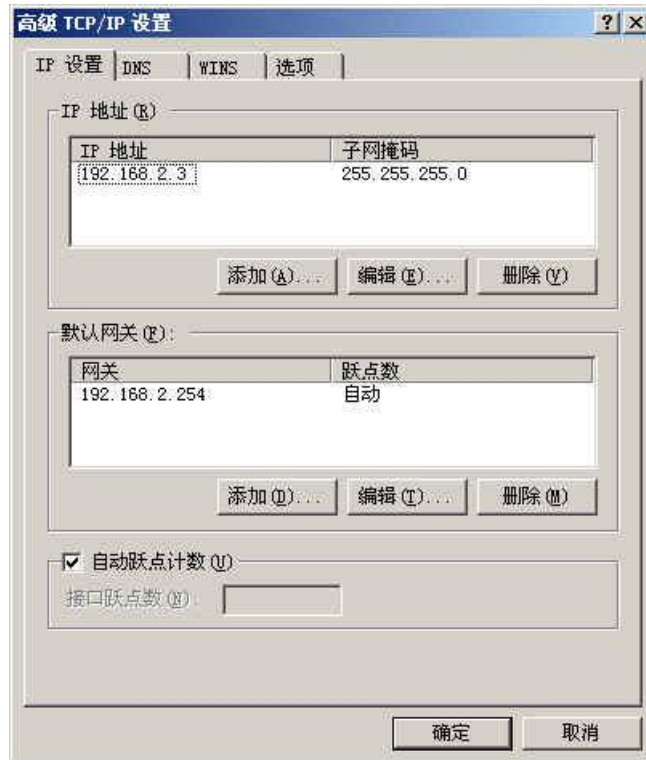 高级 TCP/IP 设置
IP 设置 DNS WINS 选项
IP 地址(R)
IP 地址 子网掩码
192.168.2.3 255.255.255.0
添加(A)... 编辑(E)... 删除(V)
默认网关(F):
网关 跃点数
192.168.2.254 自动
添加(D)... 编辑(T)... 删除(M)
自动跃点计数(U)
接口跃点数(N):
确定 取消